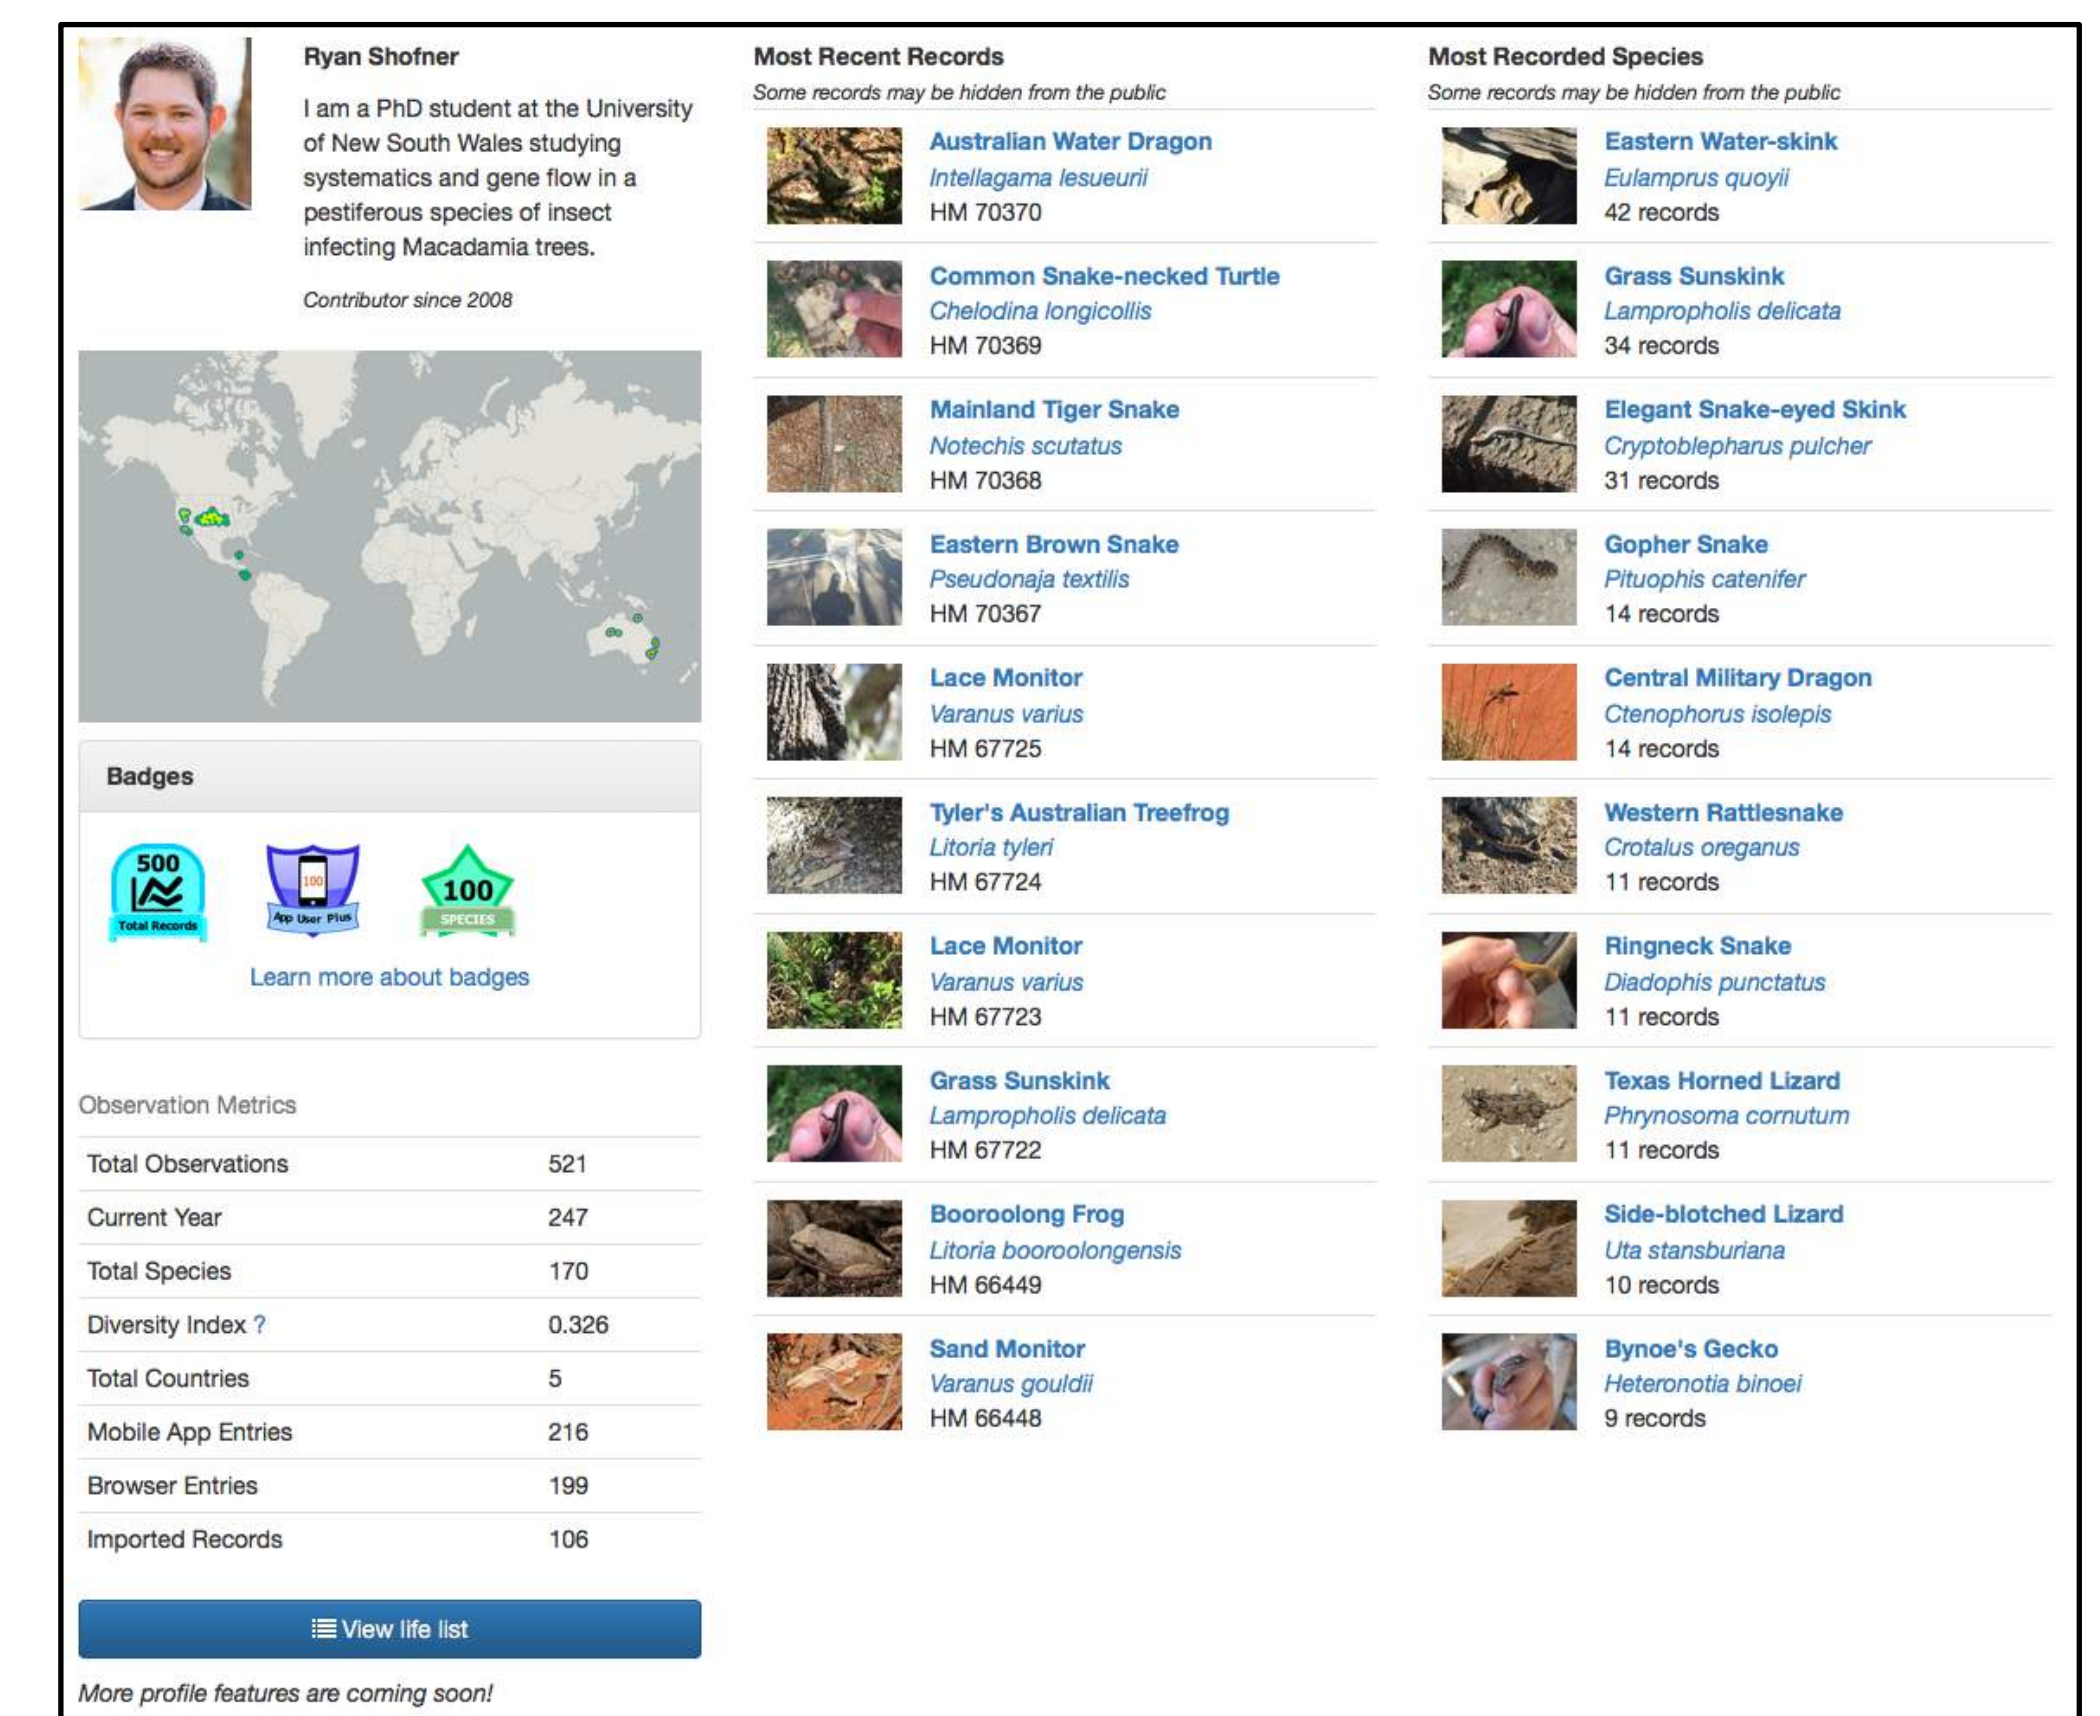 Ryan Shofner
I am a PhD student at the University
of New South Wales studying
systematics and gene flow in a
pestiferous species of insect
infecting Macadamia trees.
Contributor since 2008
Badges
500
Total Records
100
App User Plus
100
SPECIES
Learn more about badges
Observation Metrics
Total Observations 521
Current Year 247
Total Species 170
Diversity Index ? 0.326
Total Countries 5
Mobile App Entries 216
Browser Entries 199
Imported Records 106
View life list
More profile features are coming soon!
Most Recent Records
Some records may be hidden from the public
Australian Water Dragon
Intellagama lesueurii
HM 70370
Common Snake-necked Turtle
Chelodina longicollis
HM 70369
Mainland Tiger Snake
Notechis scutatus
HM 70368
Eastern Brown Snake
Pseudonaja textilis
HM 70367
Lace Monitor
Varanus varius
HM 67725
Tyler's Australian Treefrog
Litoria tyleri
HM 67724
Lace Monitor
Varanus varius
HM 67723
Grass Sunskink
Lampropholis delicata
HM 67722
Booroolong Frog
Litoria booroolongensis
HM 66449
Sand Monitor
Varanus gouldii
HM 66448
Most Recorded Species
Some records may be hidden from the public
Eastern Water-skink
Eulamprus quoyii
42 records
Grass Sunskink
Lampropholis delicata
34 records
Elegant Snake-eyed Skink
Cryptoblepharus pulcher
31 records
Gopher Snake
Pituophis catenifer
14 records
Central Military Dragon
Ctenophorus isolepis
14 records
Western Rattlesnake
Crotalus oreganus
11 records
Ringneck Snake
Diadophis punctatus
11 records
Texas Horned Lizard
Phrynosoma cornutum
11 records
Side-blotched Lizard
Uta stansburiana
10 records
Bynoe's Gecko
Heteronotia binoei
9 records